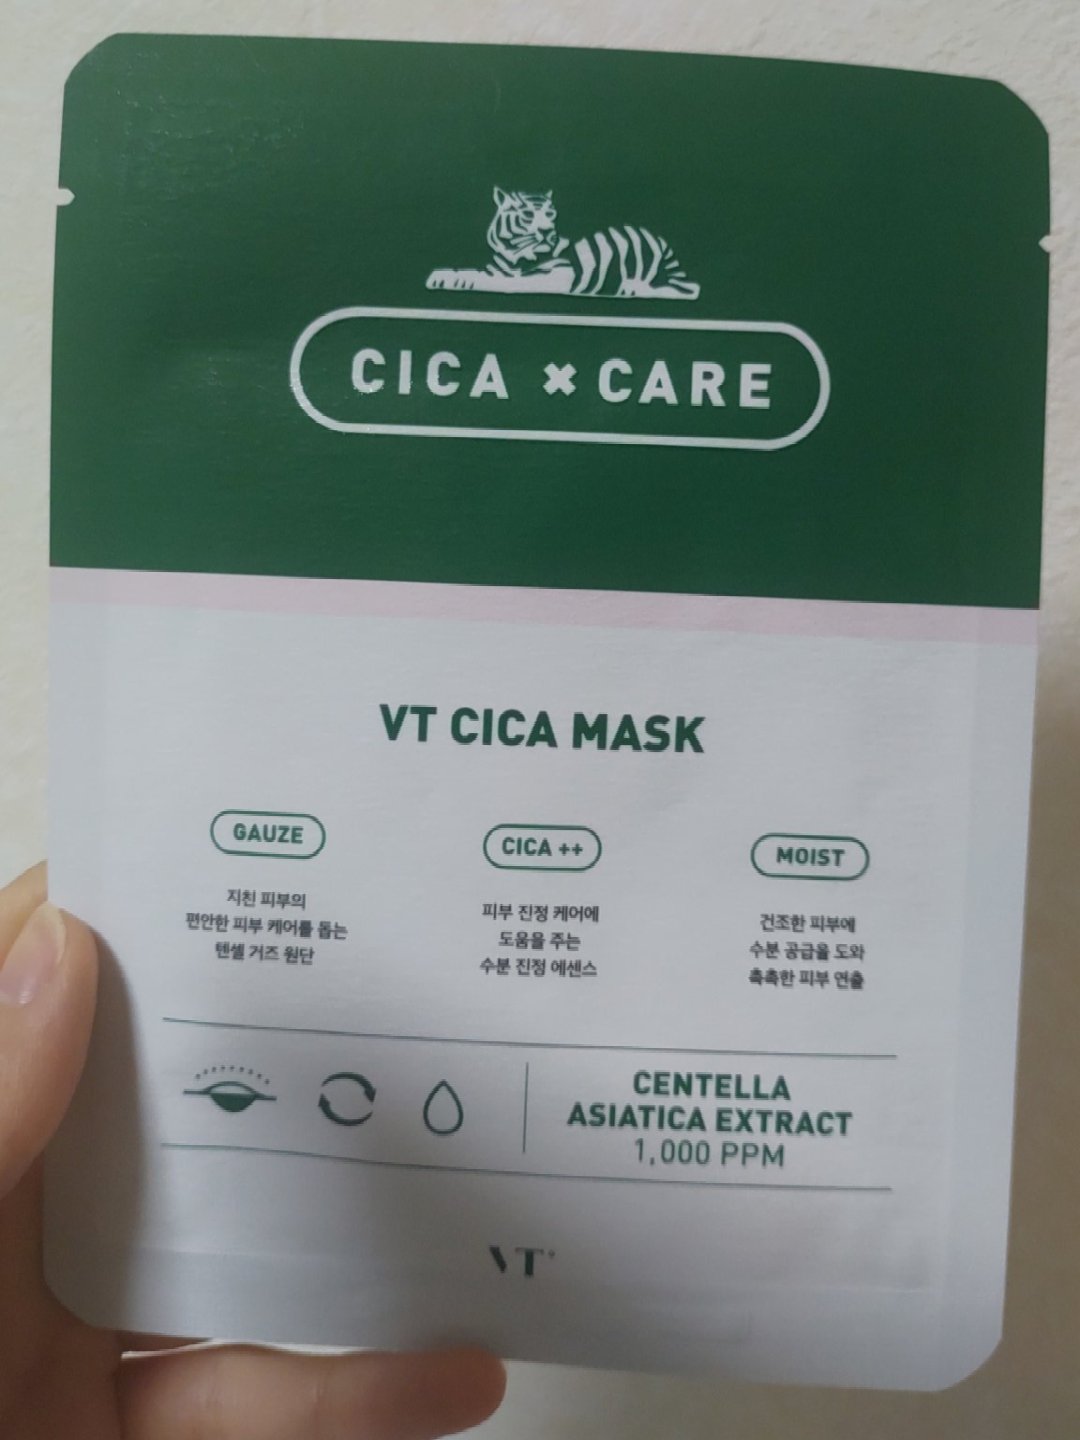 CICA × CARE
VT CICA MASK
GAUZE
지친 피부의
편안한 피부 케어를 돕는
텐셀 거즈 원단
CICA ++
피부 진정 케어에
도움을 주는
수분 진정 에센스
MOIST
건조한 피부에
수분 공급을 도와
촉촉한 피부 연출
CENTELLA
ASIATICA EXTRACT
1,000 PPM
VT